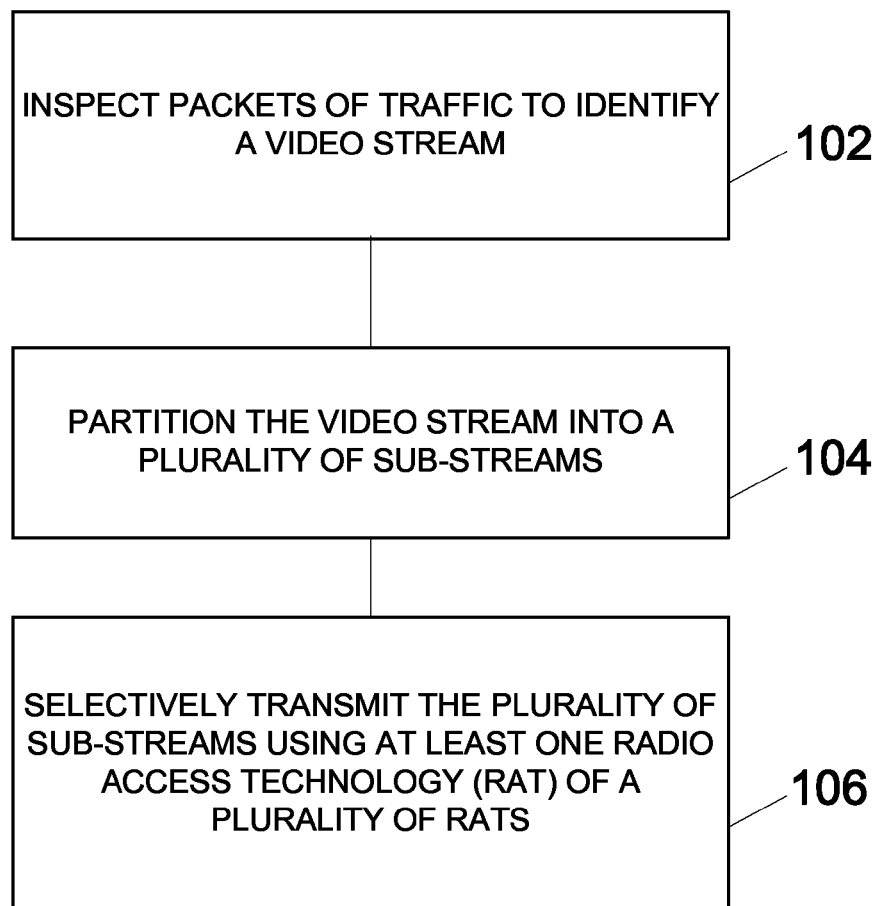 INSPECT PACKETS OF TRAFFIC TO IDENTIFY
A VIDEO STREAM
102
PARTITION THE VIDEO STREAM INTO A
PLURALITY OF SUB-STREAMS
104
SELECTIVELY TRANSMIT THE PLURALITY OF
SUB-STREAMS USING AT LEAST ONE RADIO
ACCESS TECHNOLOGY (RAT) OF A
PLURALITY OF RATS
106